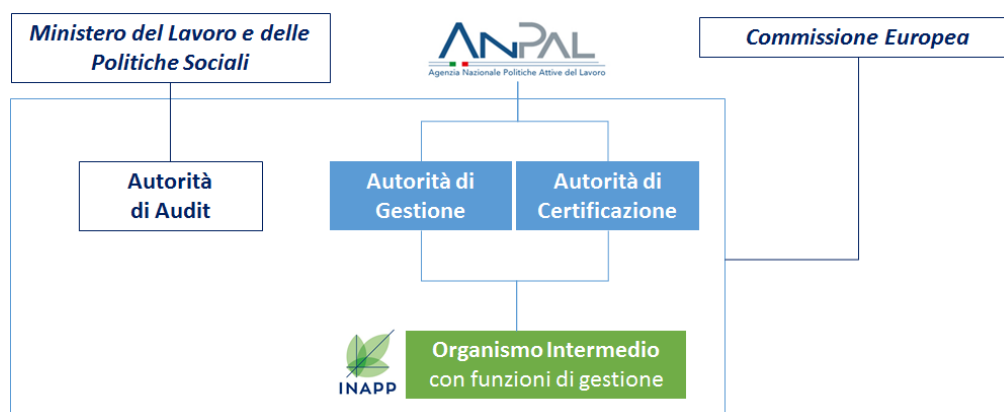 Ministero del Lavoro e delle
Politiche Sociali
ANPAL
Agenzia Nazionale Politiche Attive del Lavoro
Commissione Europea
Autorità
di Audit
Autorità di
Gestione
Autorità di
Certificazione
INAPP
Organismo Intermedio
con funzioni di gestione